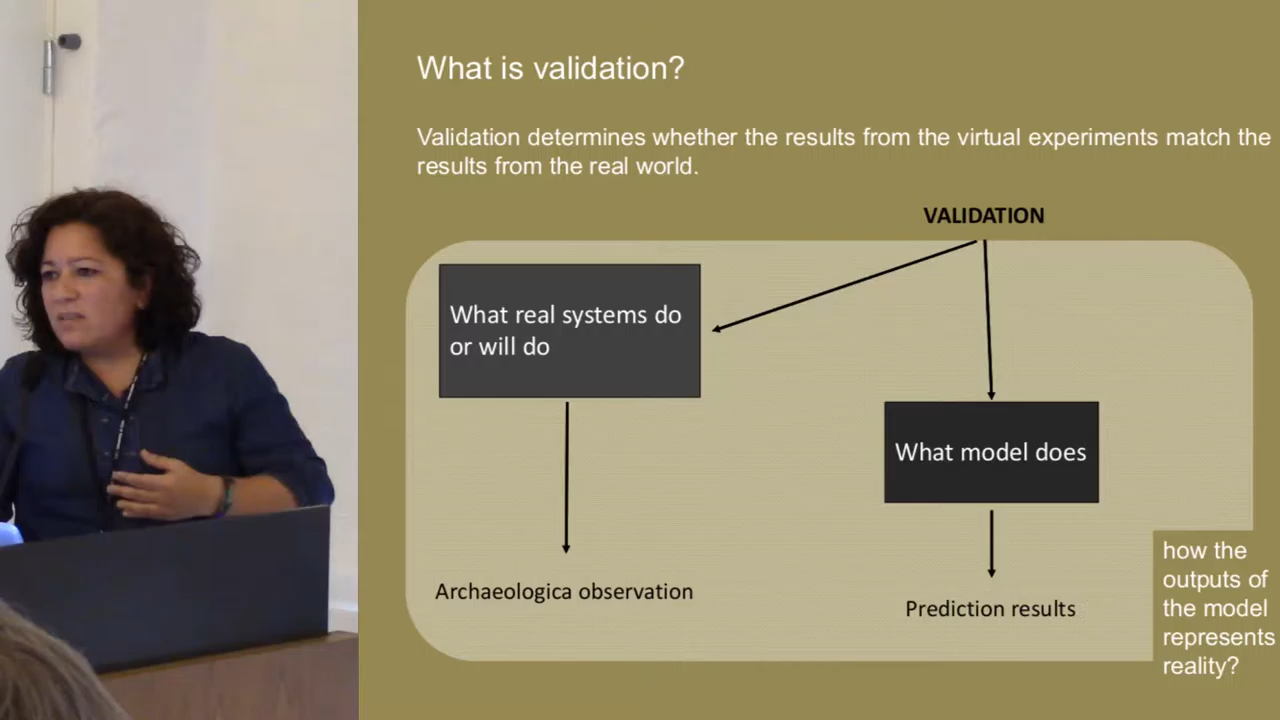 What is validation?
Validation determines whether the results from the virtual experiments match the
results from the real world.
VALIDATION
What real systems do
or will do
What model does
Archaeologica observation
Prediction results
how the
outputs of
the model
represents
reality?